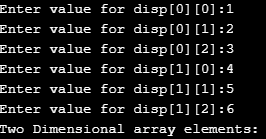 Enter value for disp[0][0]:1
Enter value for disp[0][1]:2
Enter value for disp[0][2]:3
Enter value for disp[1][0]:4
Enter value for disp[1][1]:5
Enter value for disp[1][2]:6
Two Dimensional array elements: